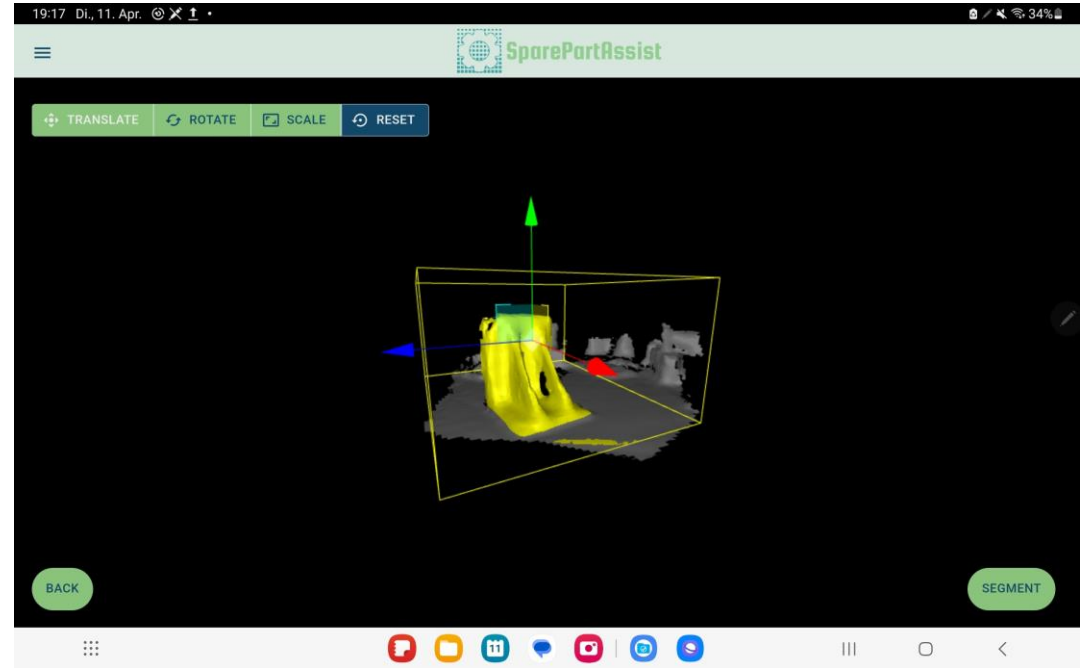 19:17 Di., 11. Apr.
34%
SparePartAssist
TRANSLATE ROTATE SCALE RESET
BACK
SEGMENT
11